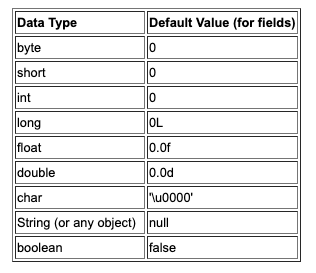 Data Type Default Value (for fields)
byte 0
short 0
int 0
long 0L
float 0.0f
double 0.0d
char '\u0000'
String (or any object) null
boolean false